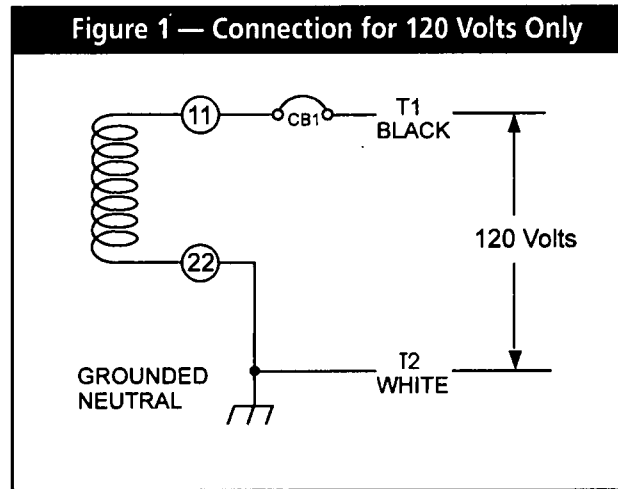 Figure 1 — Connection for 120 Volts Only
11
CB1
T1
BLACK
120 Volts
22
GROUNDED
NEUTRAL
T2
WHITE